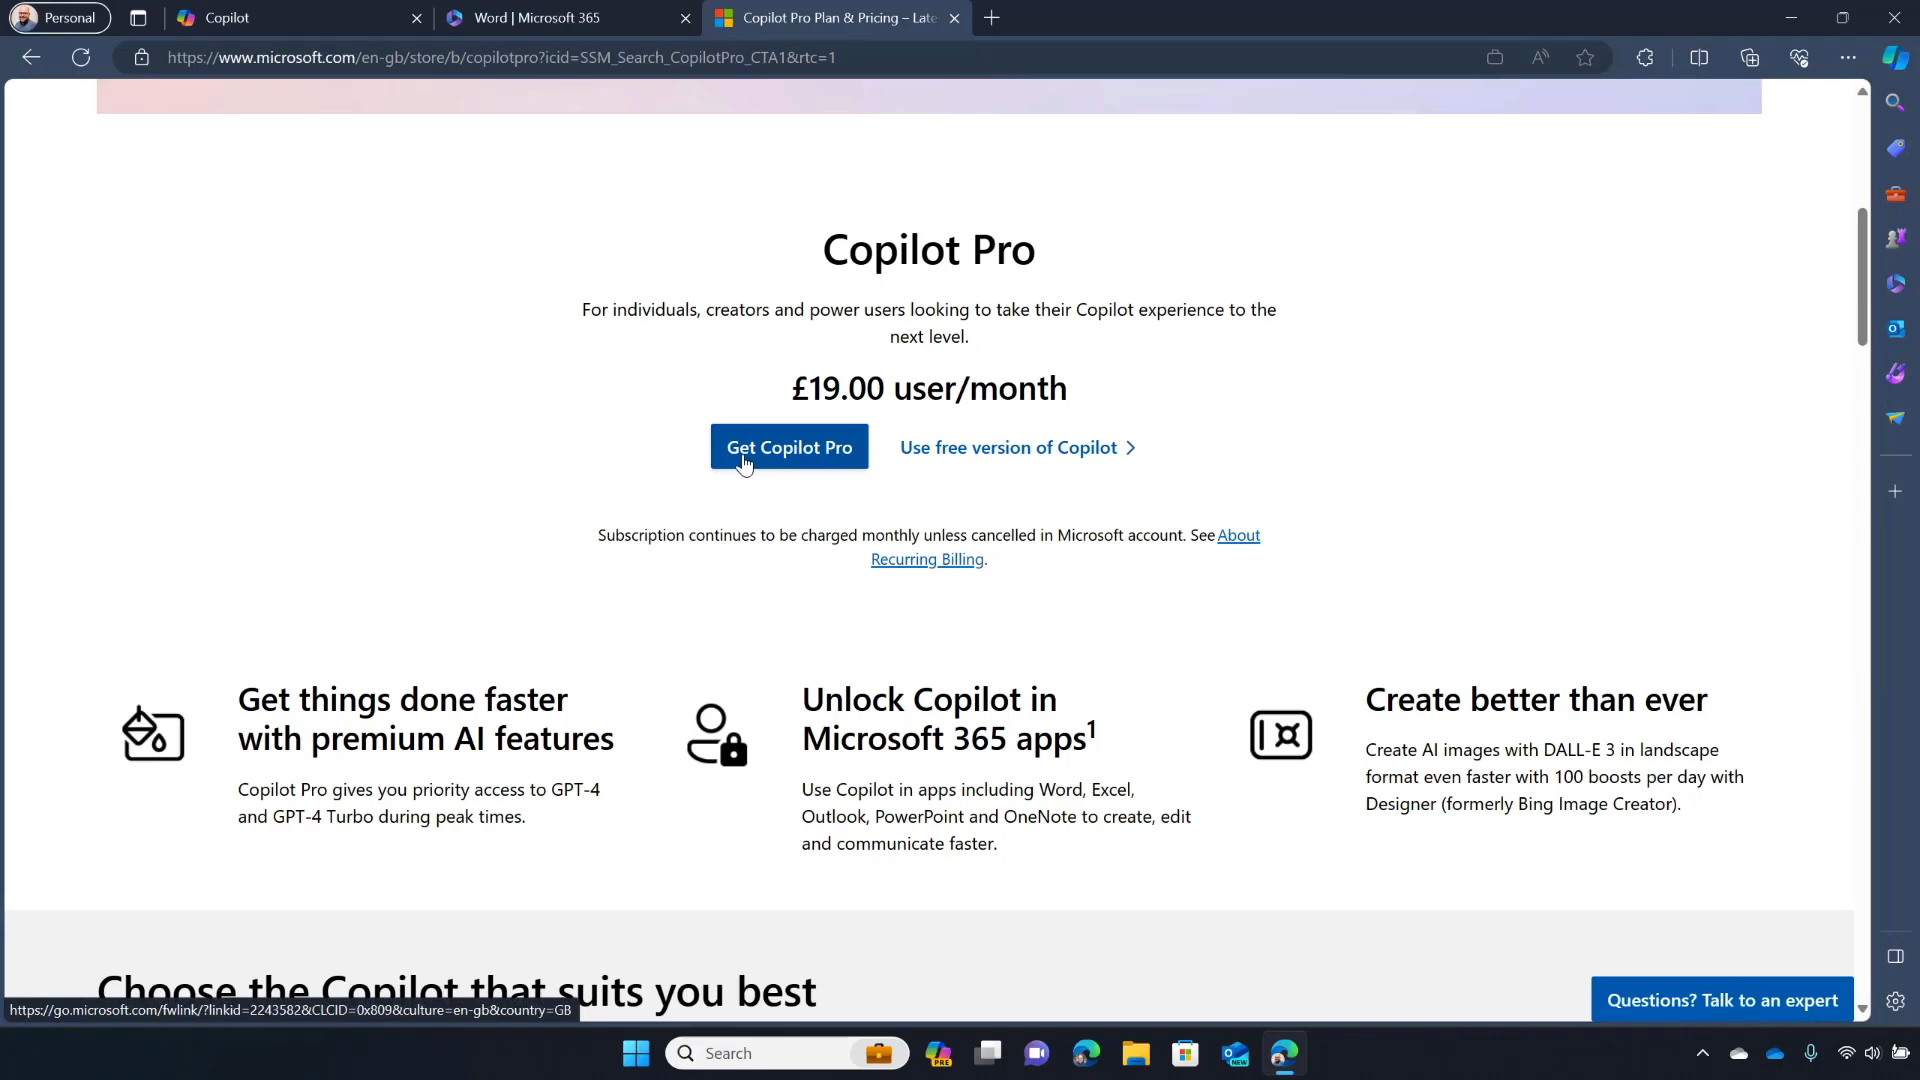 Personal
Copilot
Word | Microsoft 365
Copilot Pro Plan & Pricing – Late
https://www.microsoft.com/en-gb/store/b/copilotpro?icid=SSM_Search_CopilotPro_CTA1&rtc=1
Copilot Pro
For individuals, creators and power users looking to take their Copilot experience to the
next level.
£19.00 user/month
Get Copilot Pro
Use free version of Copilot
Subscription continues to be charged monthly unless cancelled in Microsoft account. See About
Recurring Billing.
Get things done faster
with premium AI features
Copilot Pro gives you priority access to GPT-4
and GPT-4 Turbo during peak times.
Unlock Copilot in
Microsoft 365 apps¹
Use Copilot in apps including Word, Excel,
Outlook, PowerPoint and OneNote to create, edit
and communicate faster.
Create better than ever
Create AI images with DALL-E 3 in landscape
format even faster with 100 boosts per day with
Designer (formerly Bing Image Creator).
Choose the Copilot that suits you best
Questions? Talk to an expert
https://go.microsoft.com/fwlink/?linkid=2243582&CLCID=0x809&culture=en-gb&country=GB
Search
PRE
NEW